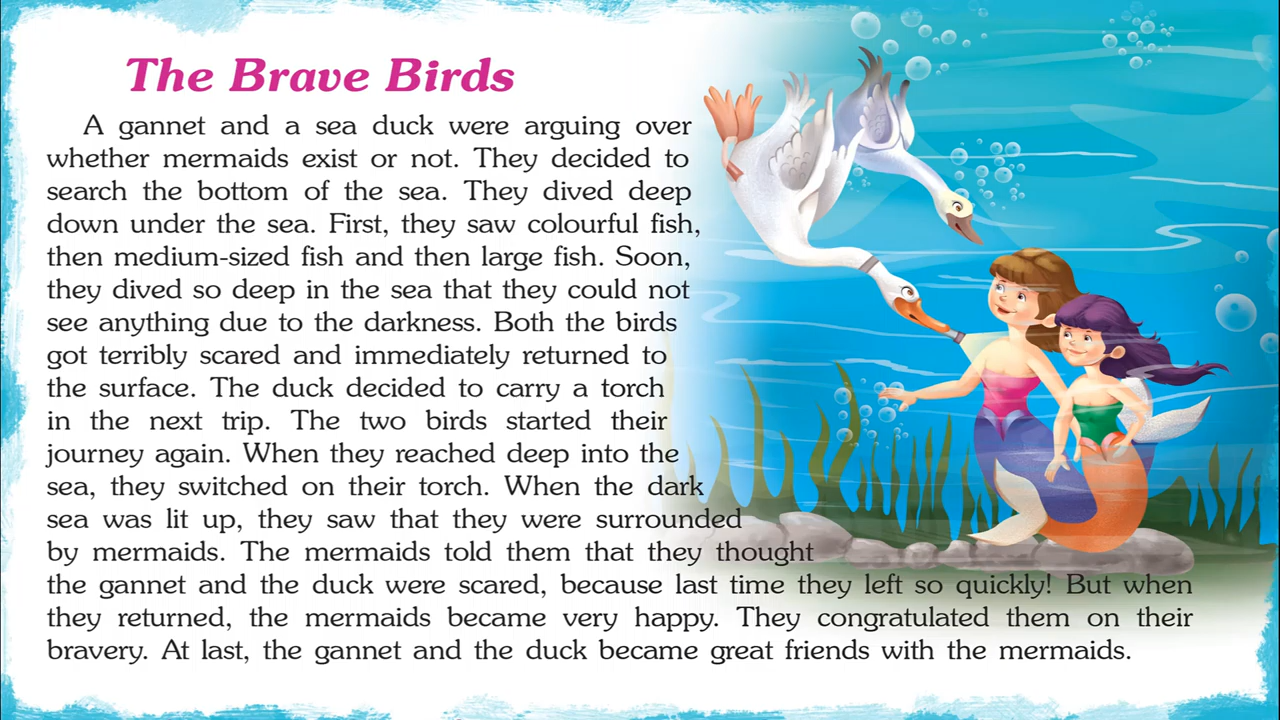 The Brave Birds
A gannet and a sea duck were arguing over
whether mermaids exist or not. They decided to
search the bottom of the sea. They dived deep
down under the sea. First, they saw colourful fish,
then medium-sized fish and then large fish. Soon,
they dived so deep in the sea that they could not
see anything due to the darkness. Both the birds
got terribly scared and immediately returned to
the surface. The duck decided to carry a torch
in the next trip. The two birds started their
journey again. When they reached deep into the
sea, they switched on their torch. When the dark
sea was lit up, they saw that they were surrounded
by mermaids. The mermaids told them that they thought
the gannet and the duck were scared, because last time they left so quickly! But when
they returned, the mermaids became very happy. They congratulated them on their
bravery. At last, the gannet and the duck became great friends with the mermaids.